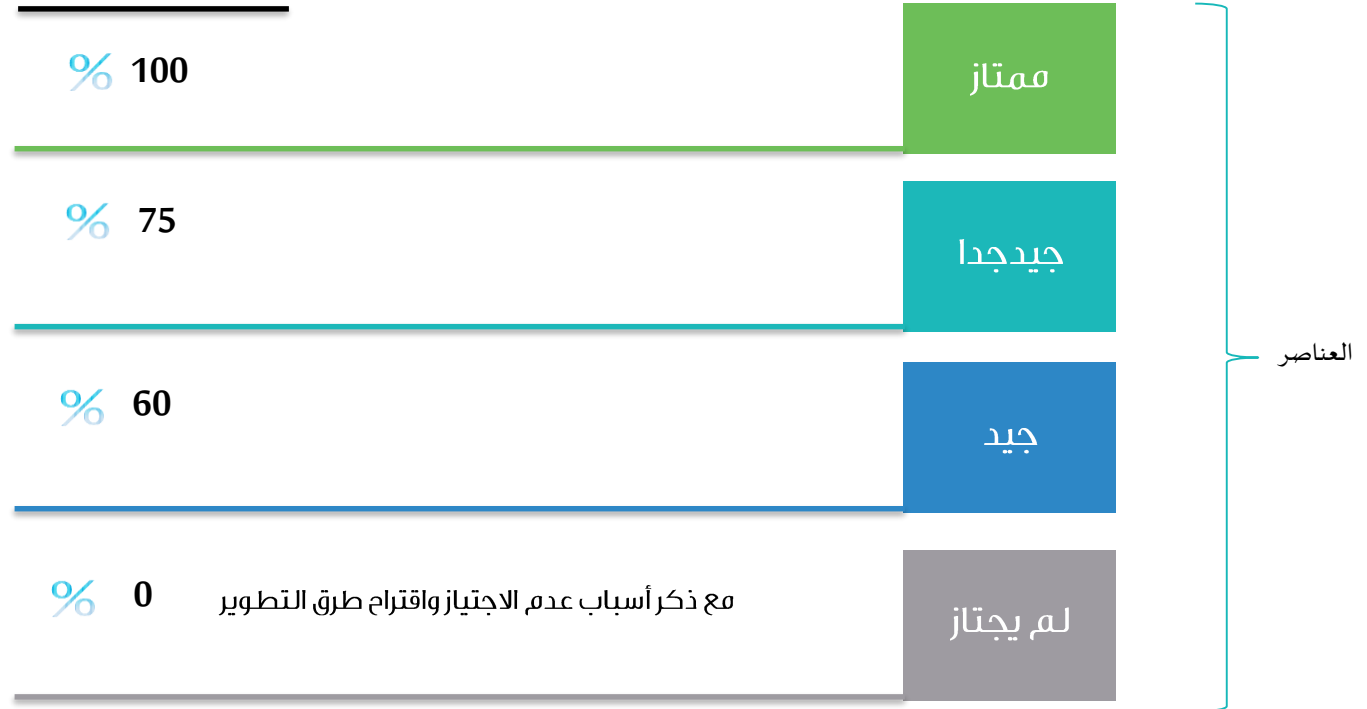 العناصر
ممتاز
100 %
جيدجدا
75 %
جيد
60 %
لم يجتاز
مع ذكر أسباب عدم الاجتياز واقتراح طرق التطوير
0 %